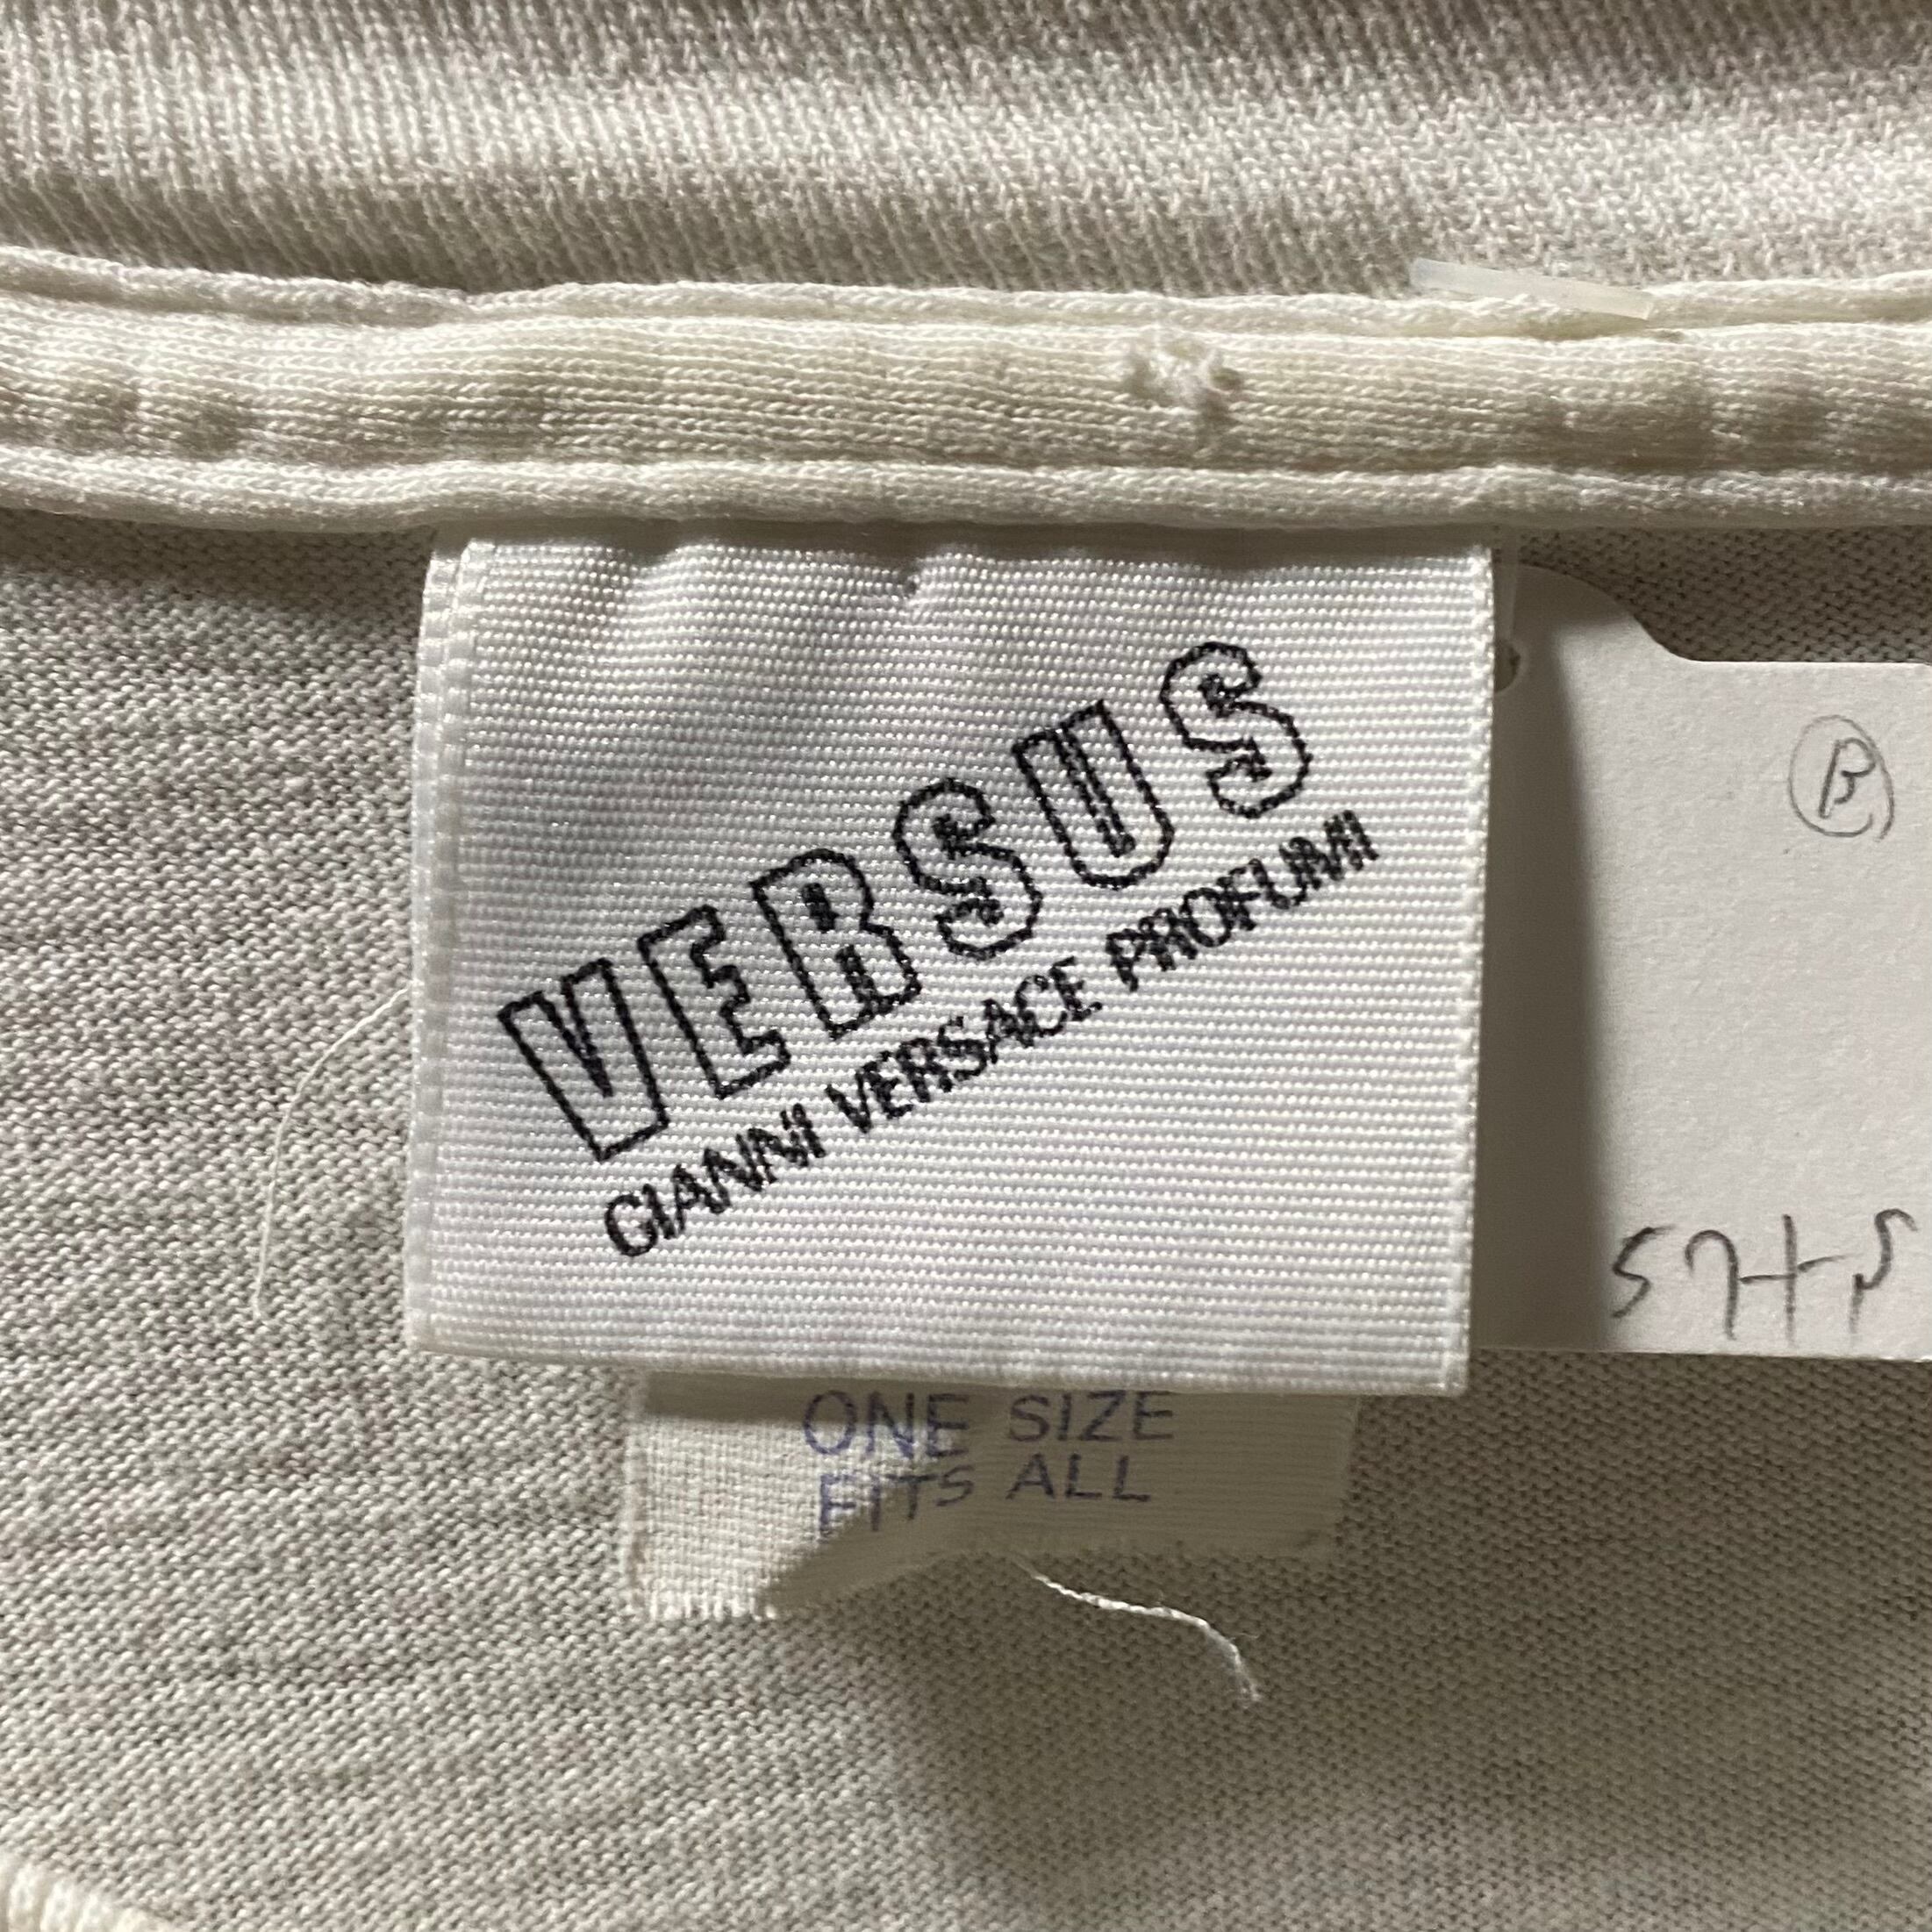 VERSUS
GIANNI VERSACE PROFUMI
B
ONE SIZE
FITS ALL